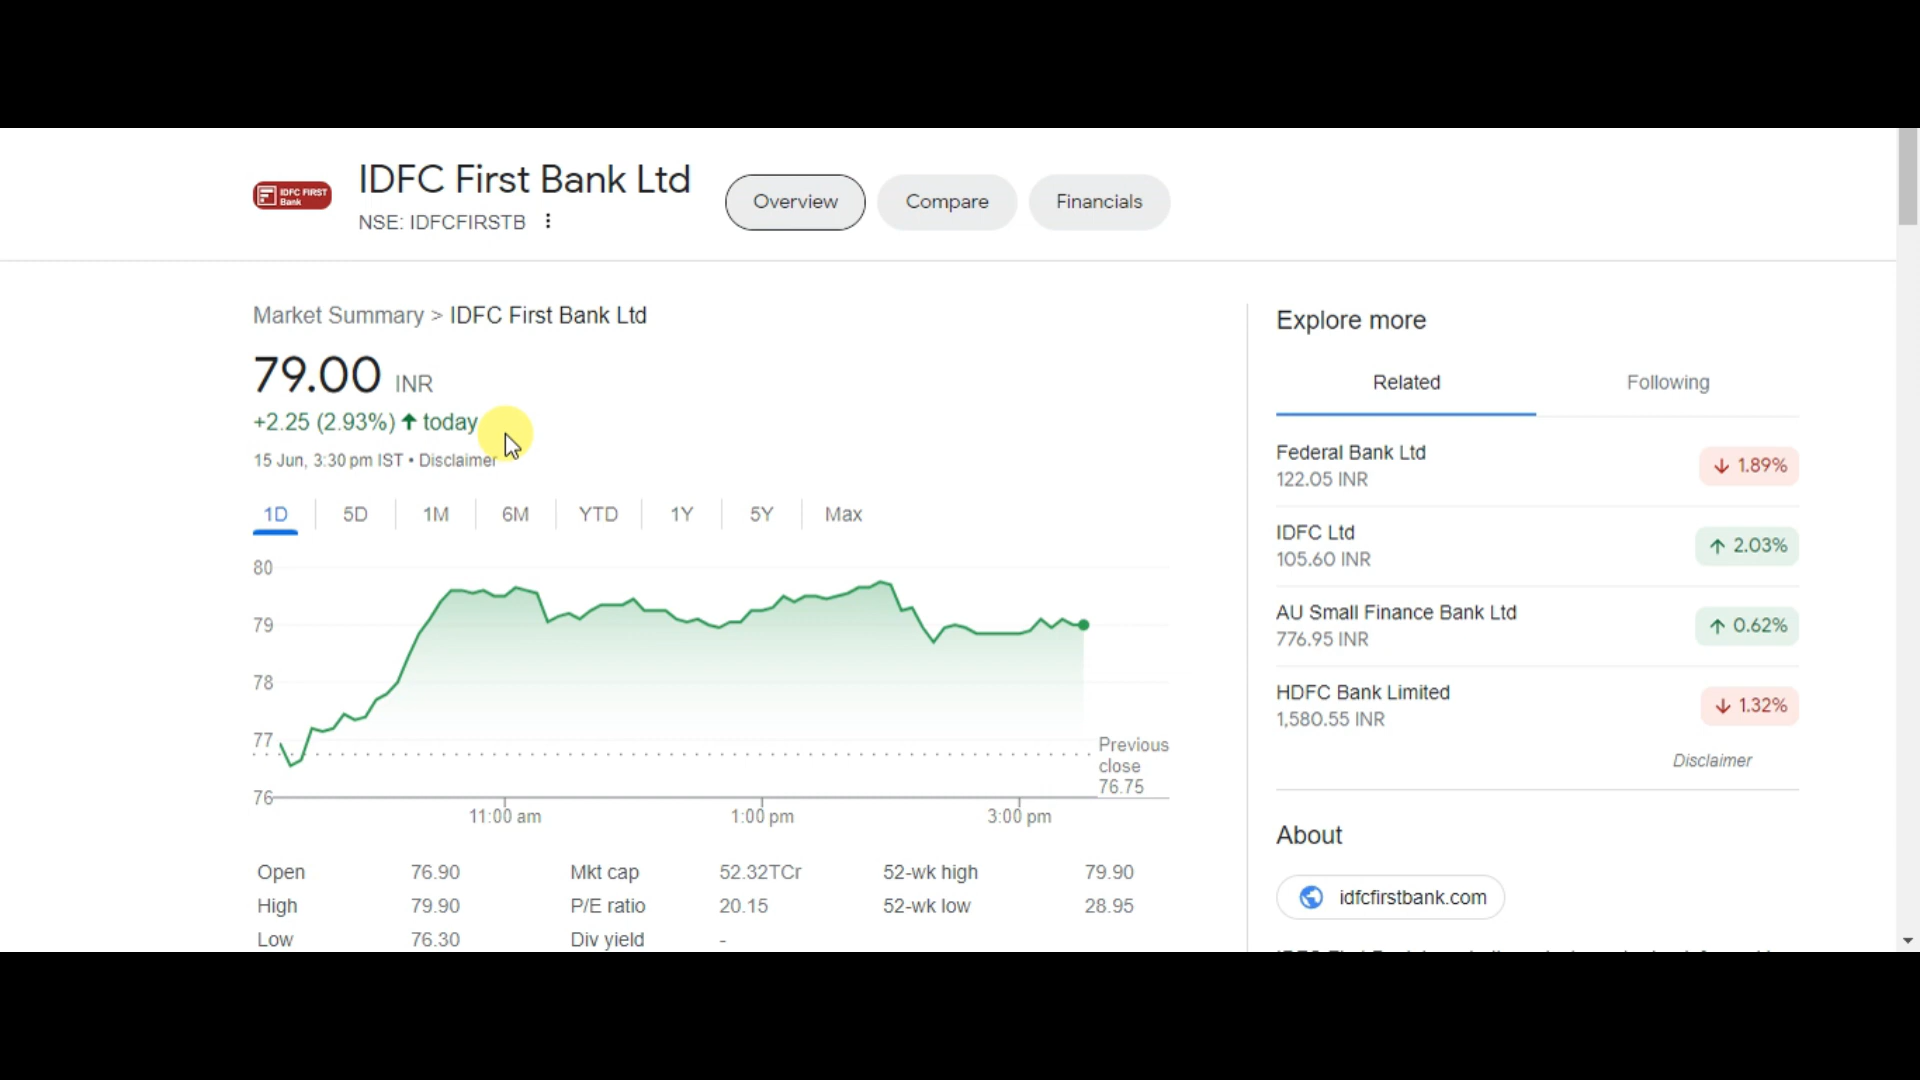 IDFC FIRST
Bank
IDFC First Bank Ltd
NSE: IDFCFIRSTB
Overview
Compare
Financials
Market Summary > IDFC First Bank Ltd
79.00 INR
+2.25 (2.93%) ↑ today
15 Jun, 3:30 pm IST • Disclaimer
1D 5D 1M 6M YTD 1Y 5Y Max
80
79
78
77
76
Previous
close
76.75
11:00 am 1:00 pm 3:00 pm
Open 76.90 Mkt cap 52.32TCr 52-wk high 79.90
High 79.90 P/E ratio 20.15 52-wk low 28.95
Low 76.30 Div yield -
Explore more
Related Following
Federal Bank Ltd
122.05 INR
↓ 1.89%
IDFC Ltd
105.60 INR
↑ 2.03%
AU Small Finance Bank Ltd
776.95 INR
↑ 0.62%
HDFC Bank Limited
1,580.55 INR
↓ 1.32%
Disclaimer
About
idfcfirstbank.com